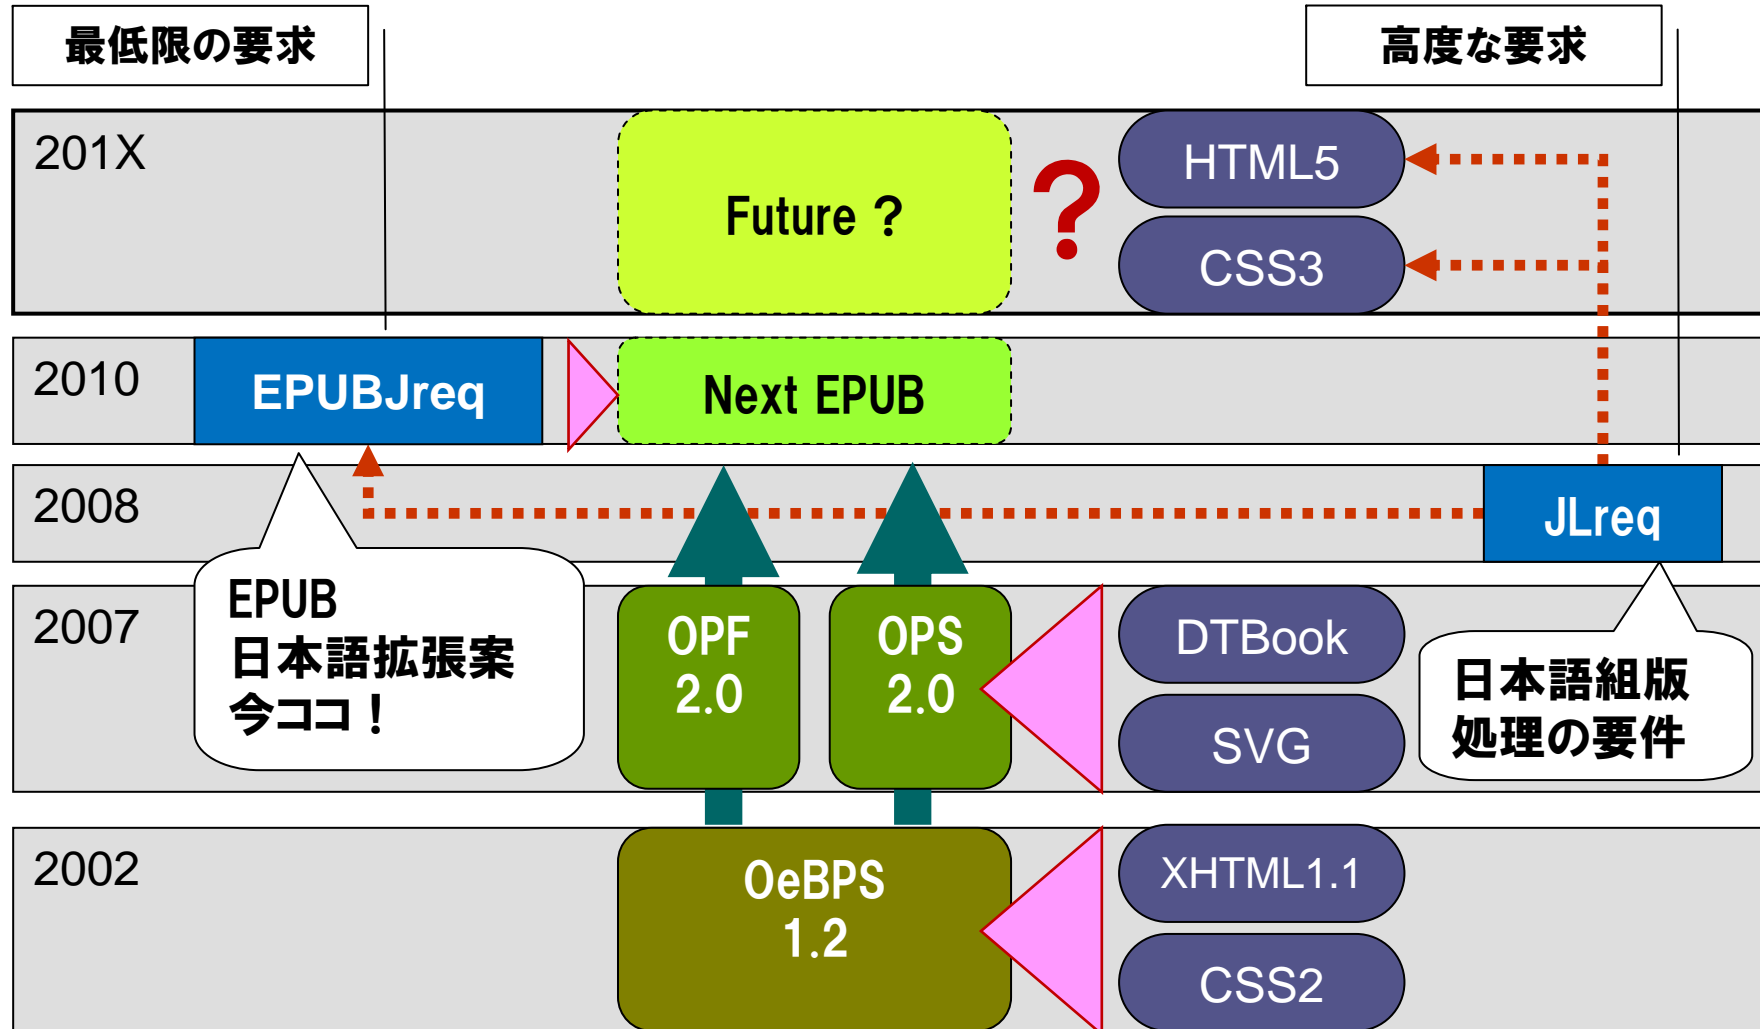 最低限の要求
高度な要求
201X
Future ?
?
HTML5
CSS3
2010
EPUBJreq
Next EPUB
2008
JLreq
EPUB
日本語拡張案
今ココ！
2007
OPF
2.0
OPS
2.0
DTBook
SVG
日本語組版
処理の要件
2002
OeBPS
1.2
XHTML1.1
CSS2